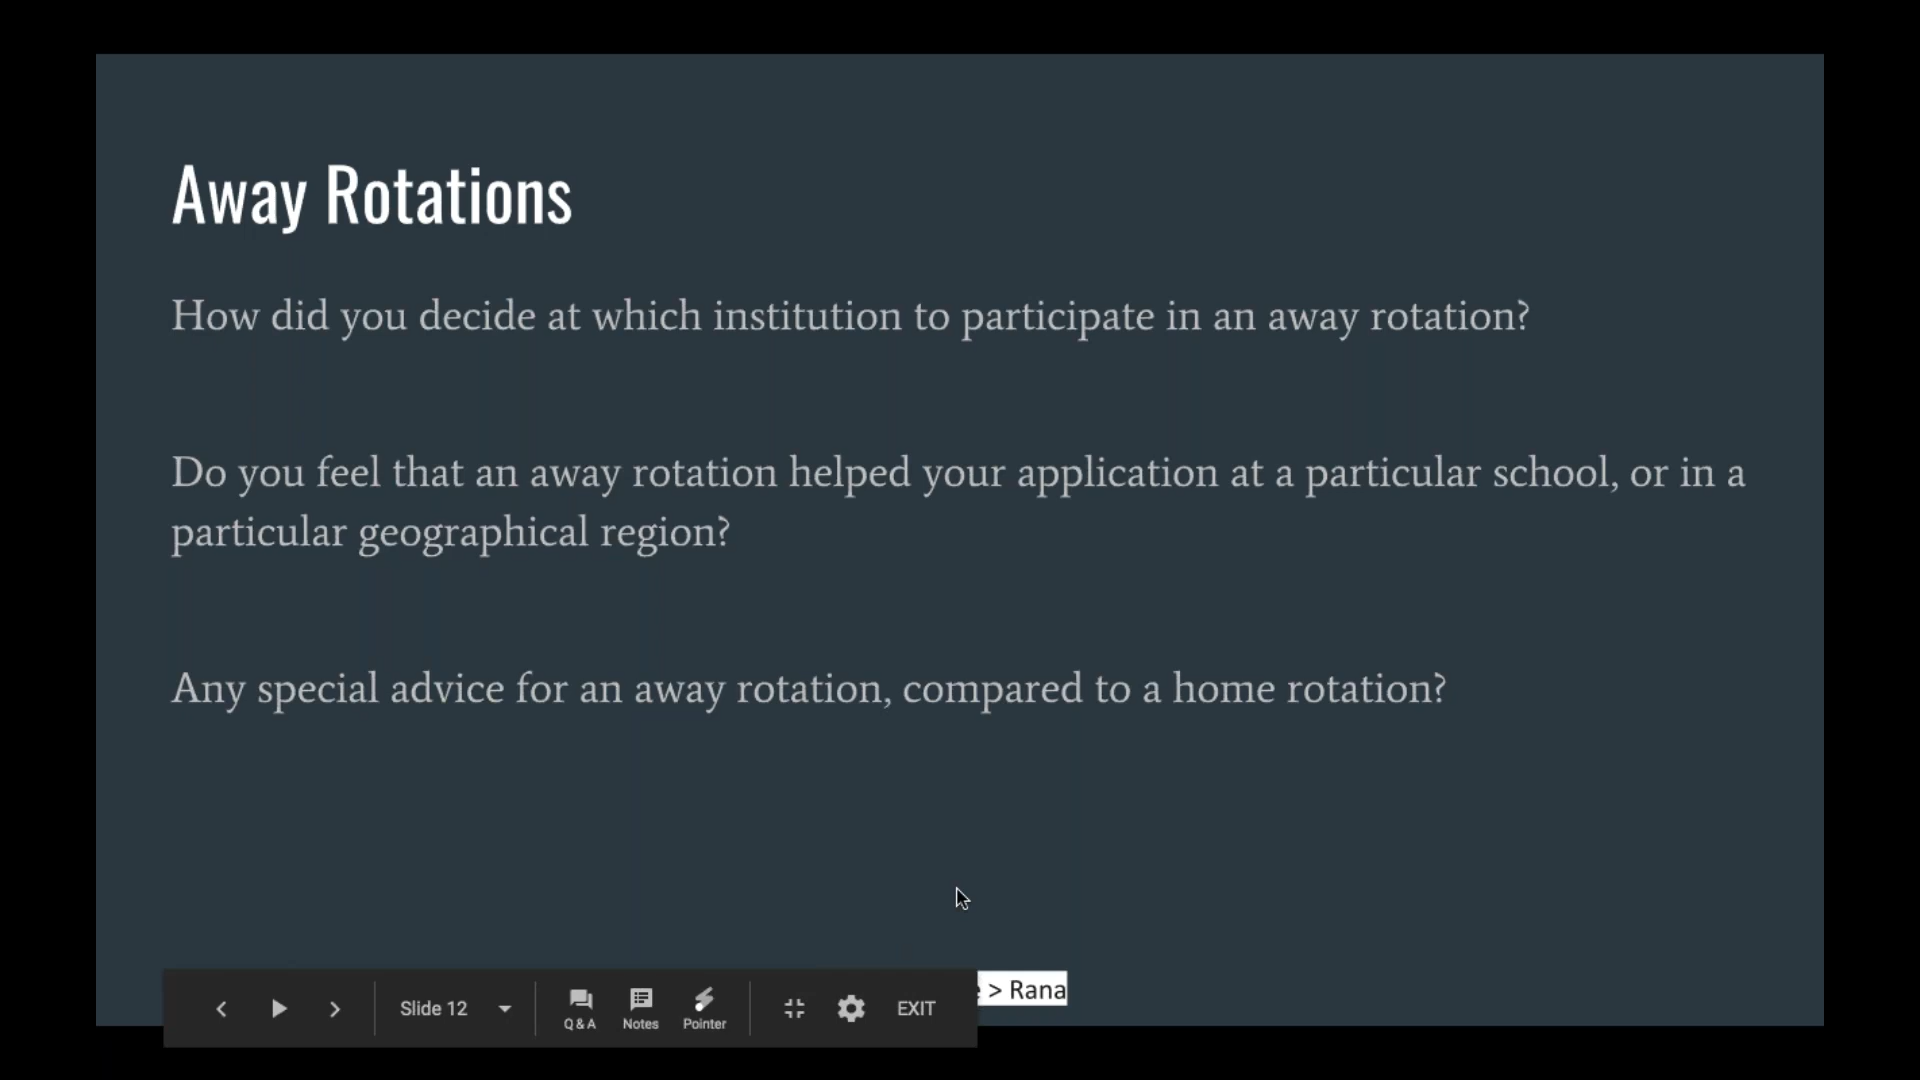 Away Rotations
How did you decide at which institution to participate in an away rotation?
Do you feel that an away rotation helped your application at a particular school, or in a
particular geographical region?
Any special advice for an away rotation, compared to a home rotation?
> Rana
Slide 12
Q & A
Notes
Pointer
EXIT